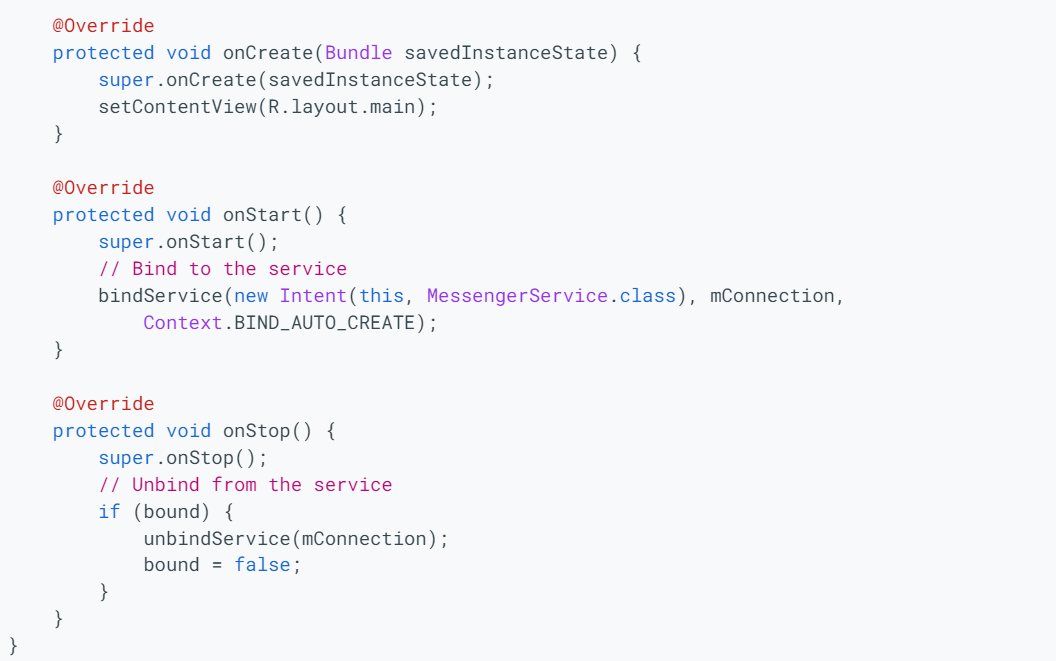 @Override
protected void onCreate(Bundle savedInstanceState) {
super.onCreate(savedInstanceState);
setContentView(R.layout.main);
}
@Override
protected void onStart() {
super.onStart();
// Bind to the service
bindService(new Intent(this, MessengerService.class), mConnection,
Context.BIND_AUTO_CREATE);
}
@Override
protected void onStop() {
super.onStop();
// Unbind from the service
if (bound) {
unbindService(mConnection);
bound = false;
}
}
}